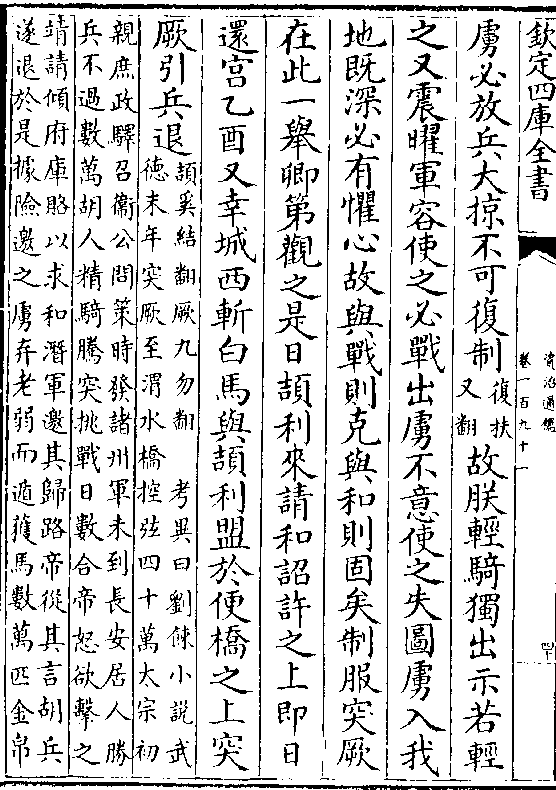 欽定四庫全書
資治通鑑
卷一百九十一
四十
虜必放兵大掠不可復制
復扶
又翻
故朕輕騎獨出示若輕
之又震曜軍容使之必戰出虜不意使之失圖虜入我
地既深必有懼心故與戰則克與和則固矣制服突厥
在此一舉卿第觀之是日頡利來請和詔許之上即日
還宮乙酉又幸城西斬白馬與頡利盟於便橋之上突
厥引兵退
頡奚結翻厥九勿翻　考異曰劉餗小説武
德末年突厥至渭水橋控弦四十萬太宗初
親庶政驛召衞公問策時發諸州軍未到長安居人勝
兵不過數萬胡人精騎騰突挑戰日數合帝怒欲擊之
靖請傾府庫賂以求和潛軍邀其歸路帝從其言胡兵
遂退於是據險邀之虜弃老弱而遁獲馬數萬匹金帛